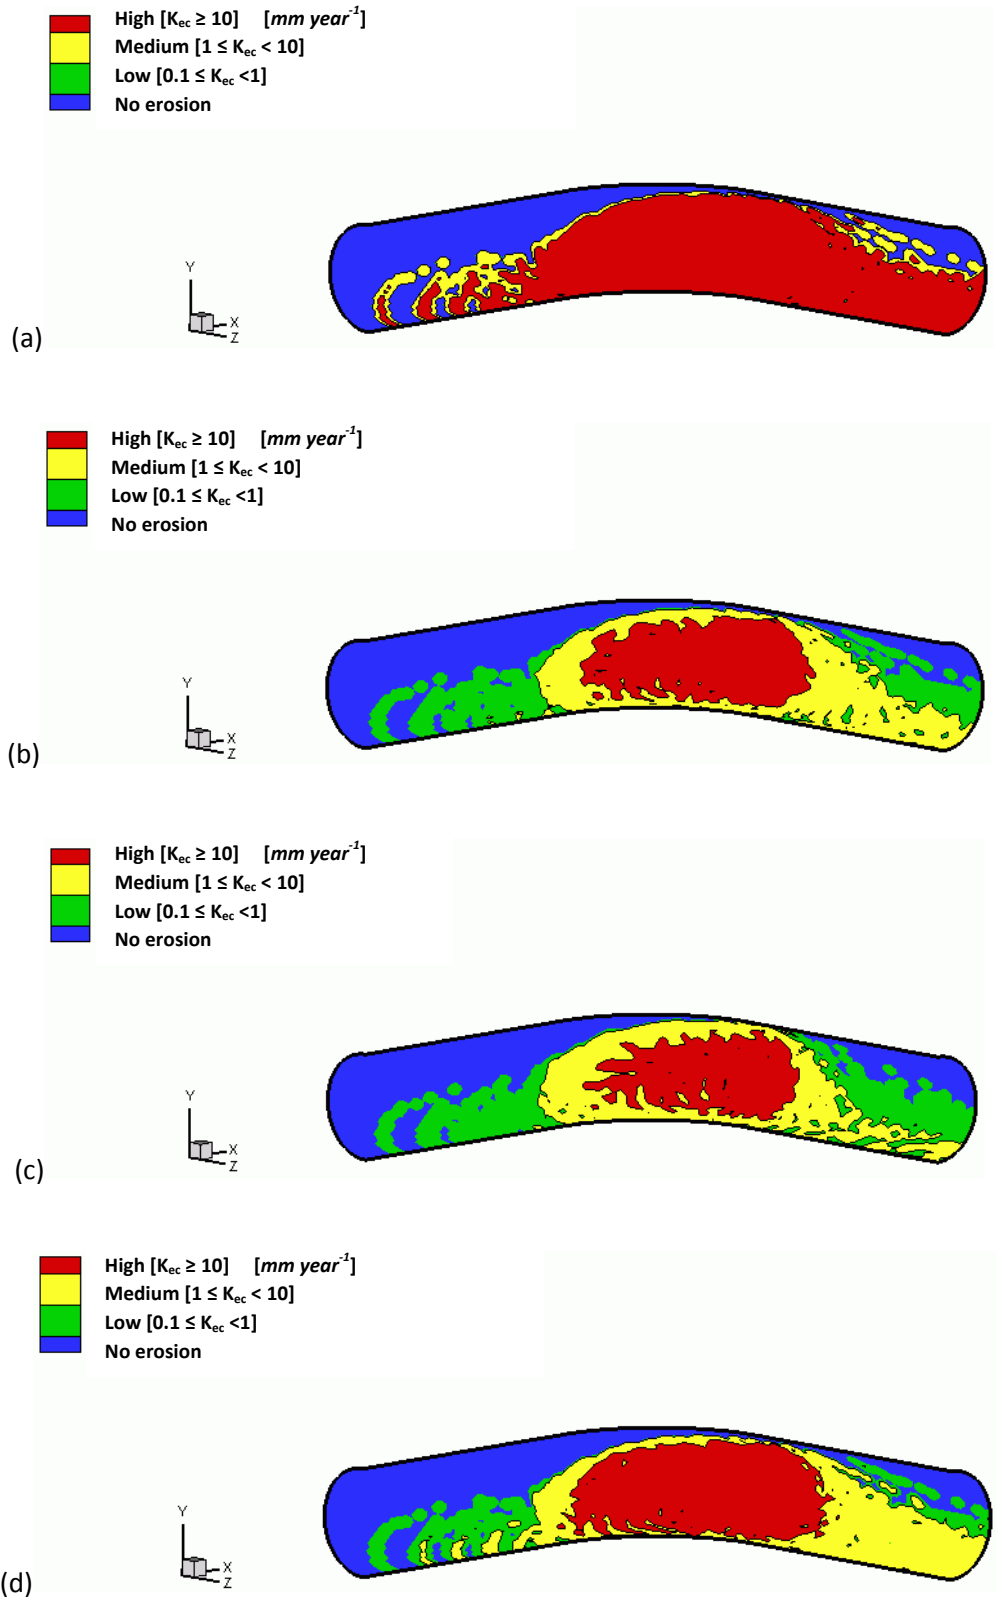 High [Kec ≥ 10] [mm year-1]
Medium [1 ≤ Kec < 10]
Low [0.1 ≤ Kec <1]
No erosion
Y
X
Z
(a)
High [Kec ≥ 10] [mm year-1]
Medium [1 ≤ Kec < 10]
Low [0.1 ≤ Kec <1]
No erosion
Y
X
Z
(b)
High [Kec ≥ 10] [mm year-1]
Medium [1 ≤ Kec < 10]
Low [0.1 ≤ Kec <1]
No erosion
Y
X
Z
(c)
High [Kec ≥ 10] [mm year-1]
Medium [1 ≤ Kec < 10]
Low [0.1 ≤ Kec <1]
No erosion
Y
X
Z
(d)